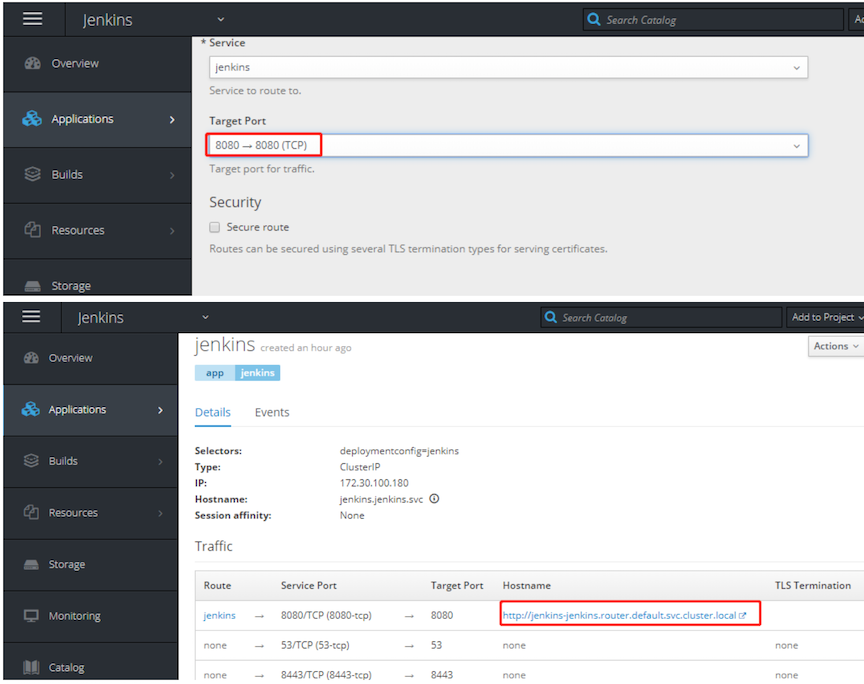 Jenkins Search Catalog
Overview
Applications
Builds
Resources
Storage
* Service
jenkins
Service to route to.
Target Port
8080 → 8080 (TCP)
Target port for traffic.
Security
Secure route
Routes can be secured using several TLS termination types for serving certificates.
Jenkins Search Catalog Add to Project
Overview
Applications
Builds
Resources
Storage
Monitoring
Catalog
jenkins created an hour ago
Actions
app jenkins
Details Events
Selectors: deploymentconfig=jenkins
Type: ClusterIP
IP: 172.30.100.180
Hostname: jenkins.jenkins.svc
Session affinity: None
Traffic
Route Service Port Target Port Hostname TLS Termination
jenkins → 8080/TCP (8080-tcp) → 8080 http://jenkins-jenkins.router.default.svc.cluster.local
none → 53/TCP (53-tcp) → 53 none none
none → 8443/TCP (8443-tcp) → 8443 none none